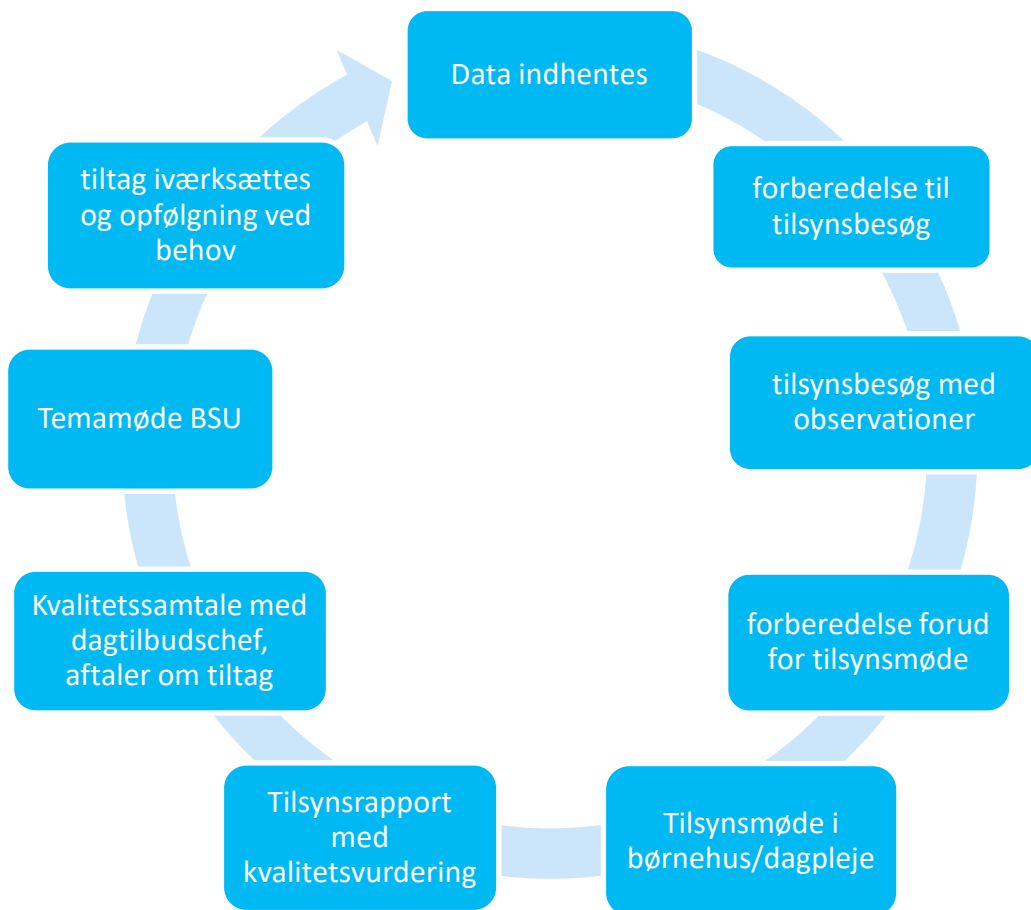 Data indhentes
forberedelse til
tilsynsbesøg
tilsynsbesøg med
observationer
forberedelse forud
for tilsynsmøde
Tilsynsmøde i
børnehus/dagpleje
Tilsynsrapport
med
kvalitetsvurdering
Kvalitetssamtale med
dagtilbudschef,
aftaler om tiltag
Temamøde BSU
tiltag iværksættes
og opfølgning ved
behov